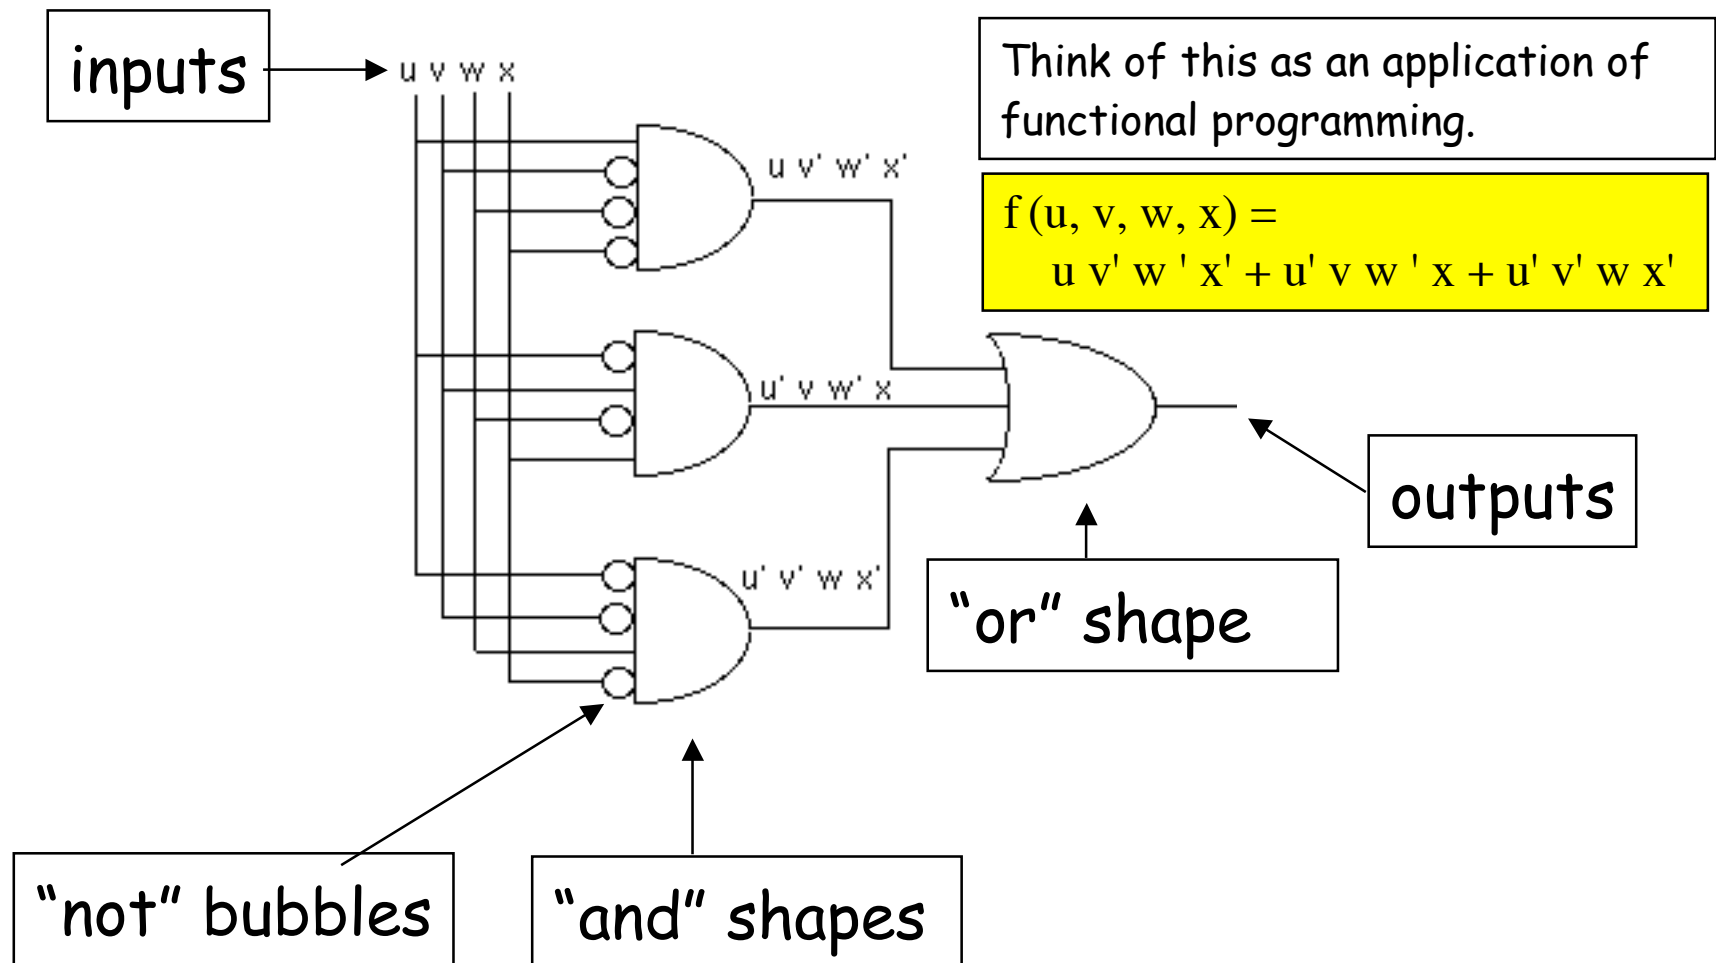 inputs
u v w x
Think of this as an application of
functional programming.
u v' w' x'
f (u, v, w, x) =
u v' w ' x' + u' v w ' x + u' v' w x'
u' v w' x
outputs
u' v' w x'
“or” shape
“not” bubbles
“and” shapes